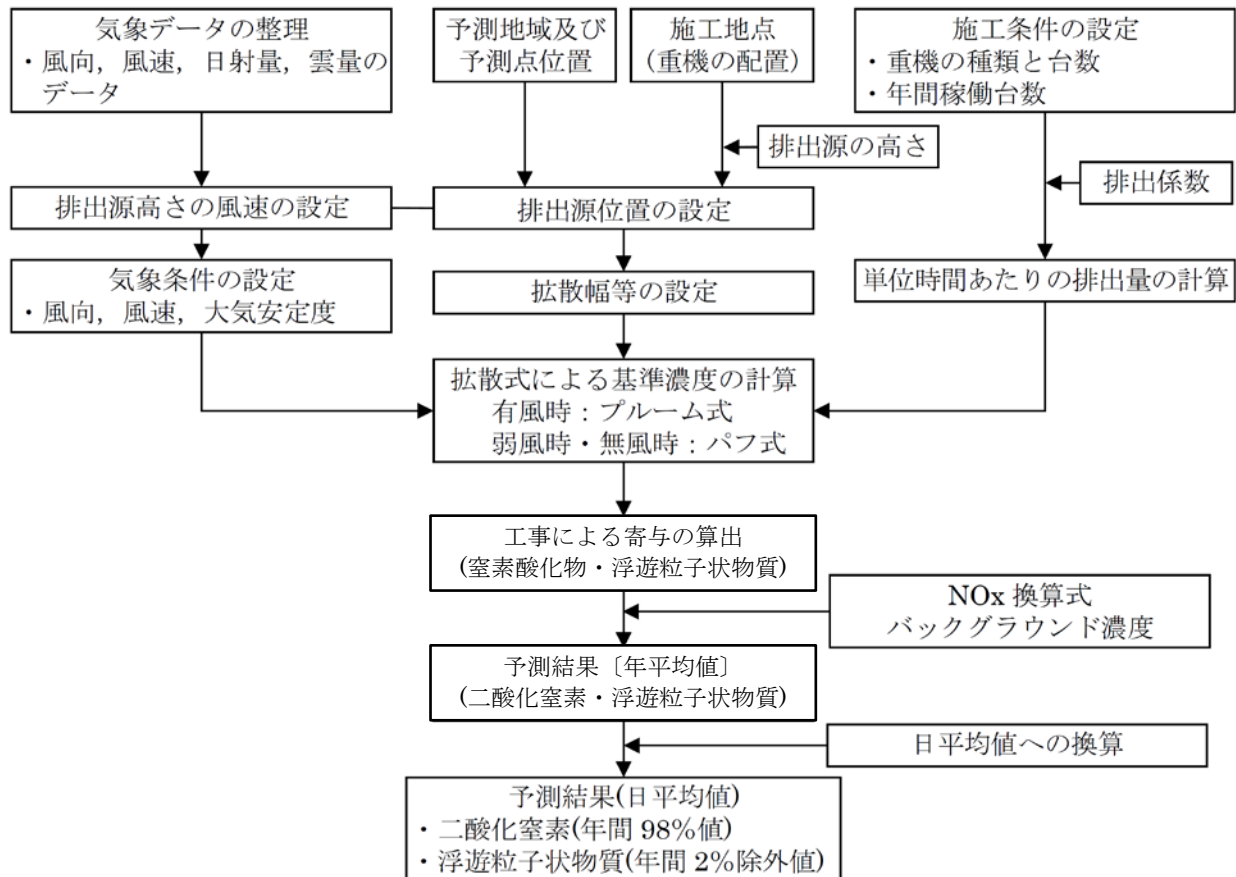 気象データの整理
・風向，風速，日射量，雲量の
データ
予測地域及び
予測点位置
施工地点
(重機の配置)
施工条件の設定
・重機の種類と台数
・年間稼働台数
排出源の高さ
排出係数
排出源高さの風速の設定
排出源位置の設定
気象条件の設定
・風向，風速，大気安定度
拡散幅等の設定
単位時間あたりの排出量の計算
拡散式による基準濃度の計算
有風時：プルーム式
弱風時・無風時：パフ式
工事による寄与の算出
(窒素酸化物・浮遊粒子状物質)
NOx 換算式
バックグラウンド濃度
予測結果〔年平均値〕
(二酸化窒素・浮遊粒子状物質)
日平均値への換算
予測結果(日平均値)
・二酸化窒素(年間 98%値)
・浮遊粒子状物質(年間 2%除外値)